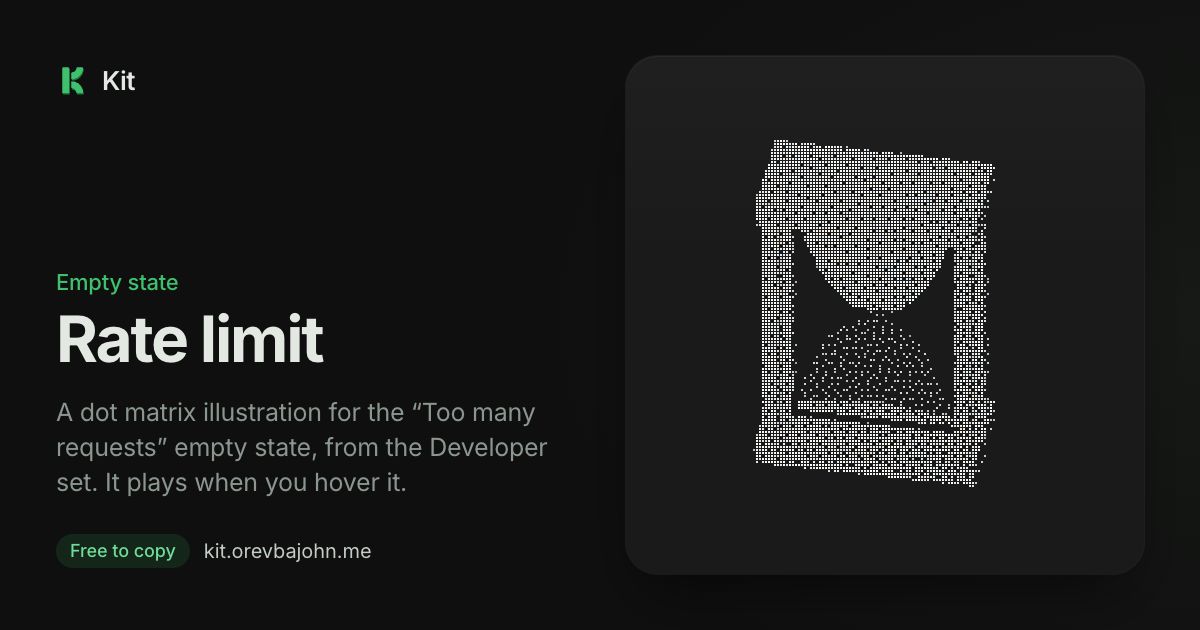 Kit
Empty state
Rate limit
A dot matrix illustration for the “Too many
requests” empty state, from the Developer
set. It plays when you hover it.
Free to copy
kit.orevbajohn.me